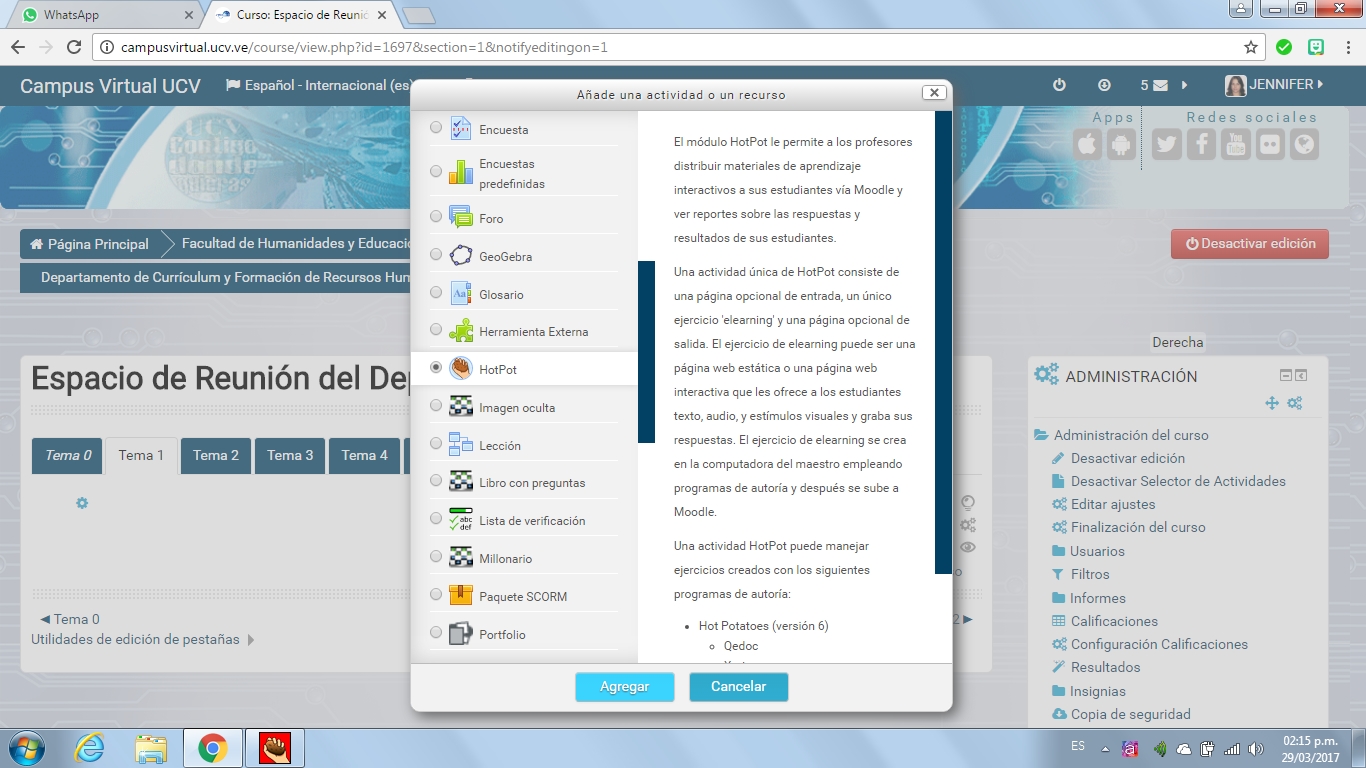 WhatsApp
Curso: Espacio de Reunió
campusvirtual.ucv.ve/course/view.php?id=1697&section=1&notifyeditingon=1
Campus Virtual UCV
Español - Internacional (es)
5
JENNIFER
Apps
Redes sociales
You
Tube
Página Principal
Facultad de Humanidades y Educació
Desactivar edición
Departamento de Currículum y Formación de Recursos Hum
Espacio de Reunión del De
Tema 0
Tema 1
Tema 2
Tema 3
Tema 4
◄ Tema 0
2 ►
Utilidades de edición de pestañas
Añade una actividad o un recurso
Encuesta
Encuestas
predefinidas
Foro
GeoGebra
Glosario
Herramienta Externa
HotPot
Imagen oculta
Lección
Libro con preguntas
Lista de verificación
Millonario
Paquete SCORM
Portfolio
El módulo HotPot le permite a los profesores
distribuir materiales de aprendizaje
interactivos a sus estudiantes vía Moodle y
ver reportes sobre las respuestas y
resultados de sus estudiantes.
Una actividad única de HotPot consiste de
una página opcional de entrada, un único
ejercicio 'elearning' y una página opcional de
salida. El ejercicio de elearning puede ser una
página web estática o una página web
interactiva que les ofrece a los estudiantes
texto, audio, y estímulos visuales y graba sus
respuestas. El ejercicio de elearning se crea
en la computadora del maestro empleando
programas de autoría y después se sube a
Moodle.
Una actividad HotPot puede manejar
ejercicios creados con los siguientes
programas de autoría:
Hot Potatoes (versión 6)
Qedoc
Agregar
Cancelar
Derecha
ADMINISTRACIÓN
Administración del curso
Desactivar edición
Desactivar Selector de Actividades
Editar ajustes
Finalización del curso
Usuarios
Filtros
Informes
Calificaciones
Configuración Calificaciones
Resultados
Insignias
Copia de seguridad
ES
02:15 p.m.
29/03/2017